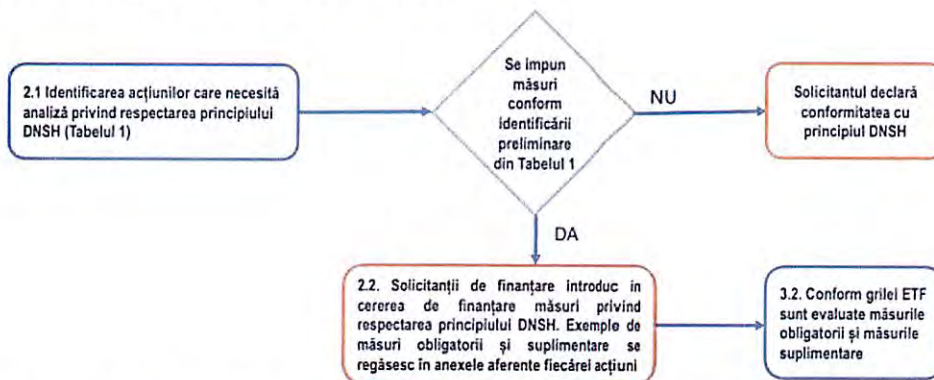 2.1 Identificarea acțiunilor care necesită
analiză privind respectarea principiului
DNSH (Tabelul 1)
Se impun
măsuri
conform
identificării
preliminare
din Tabelul 1
NU
Solicitantul declară
conformitatea cu
principiul DNSH
DA
2.2. Solicitanții de finanțare introduc in
cererea de finanțare măsuri privind
respectarea principiului DNSH. Exemple de
măsuri obligatorii și suplimentare se
regăsesc în anexele aferente fiecărei acțiuni
3.2. Conform grilei ETF
sunt evaluate măsurile
obligatorii și măsurile
suplimentare